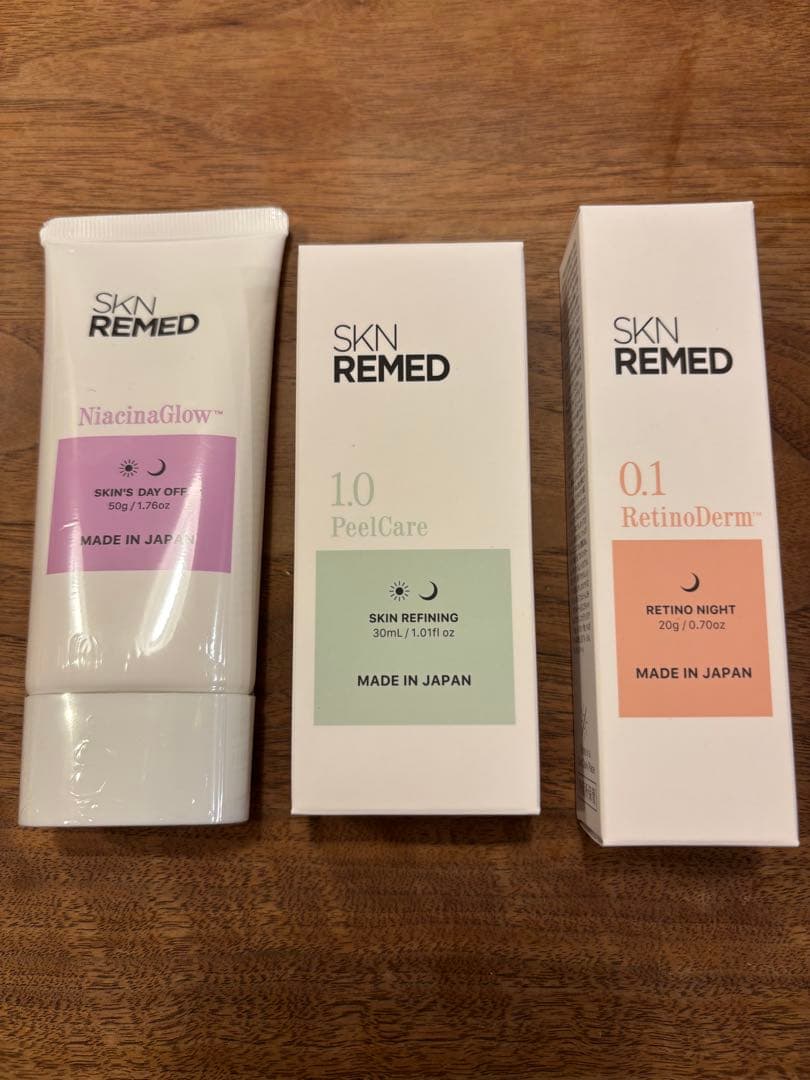 SKN
REMED
NiacinaGlow™
SKIN'S DAY OFF
50g / 1.76oz
MADE IN JAPAN
SKN
REMED
1.0
PeelCare
SKIN REFINING
30mL / 1.01fl oz
MADE IN JAPAN
SKN
REMED
0.1
RetinoDerm™
RETINO NIGHT
20g / 0.70oz
MADE IN JAPAN